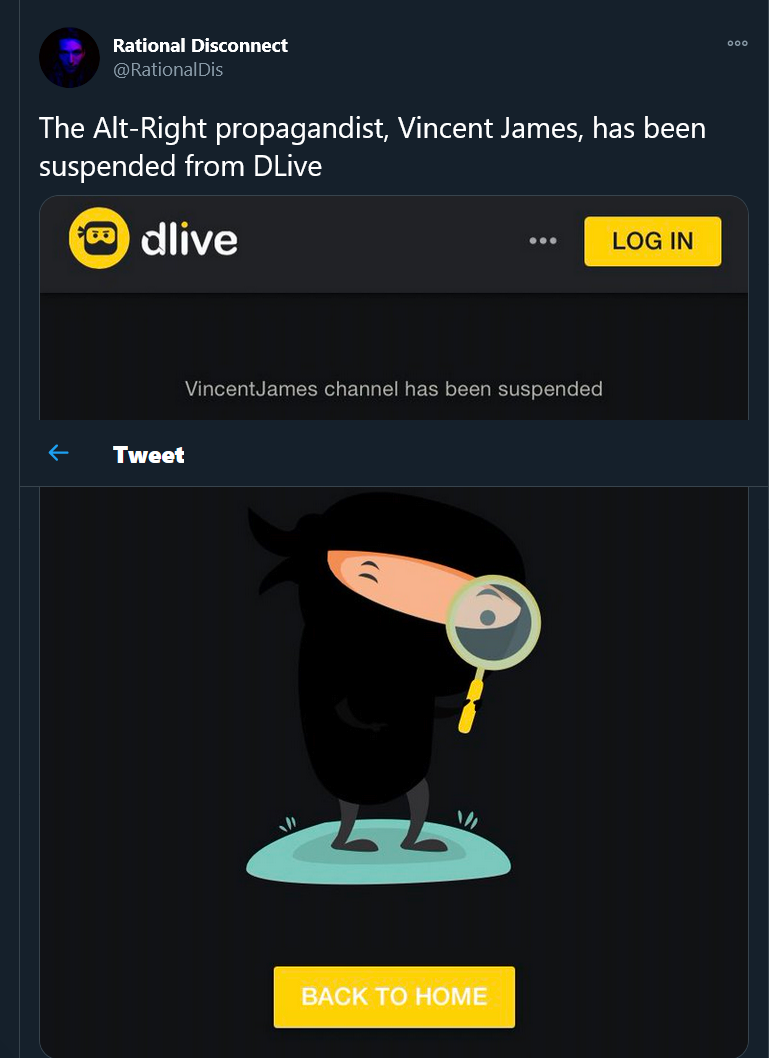 Rational Disconnect
@RationalDis
The Alt-Right propagandist, Vincent James, has been
suspended from DLive
dlive
LOG IN
VincentJames channel has been suspended
Tweet
BACK TO HOME